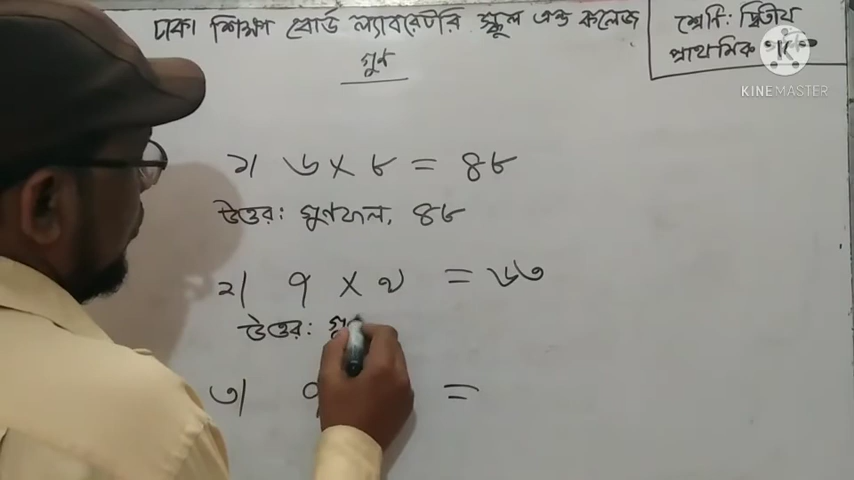 ঢাকা শিক্ষা বোর্ড ল্যাবরেটরি স্কুল এন্ড কলেজ
শ্রেণি: দ্বিতীয়
প্রাথমিক
KINEMASTER
গুণ
১। ৬ × ৮ = ৪৮
উত্তর: গুণফল, ৪৮
২। ৭ × ৯ = ৬৩
উত্তর:
৩। =